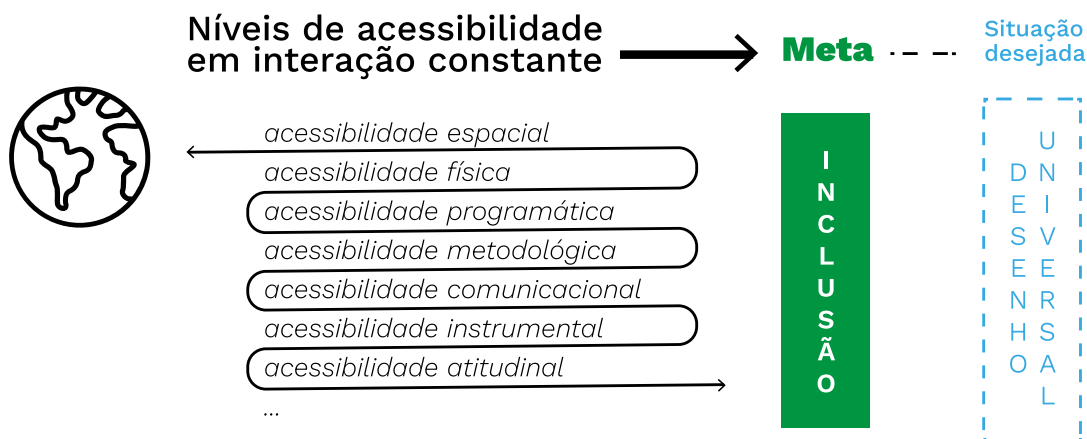 Níveis de acessibilidade
em interação constante
Meta
Situação
desejada
acessibilidade espacial
acessibilidade física
acessibilidade programática
acessibilidade metodológica
acessibilidade comunicacional
acessibilidade instrumental
acessibilidade atitudinal
...
INCLUSÃO
DESENHO
UNIVERSAL